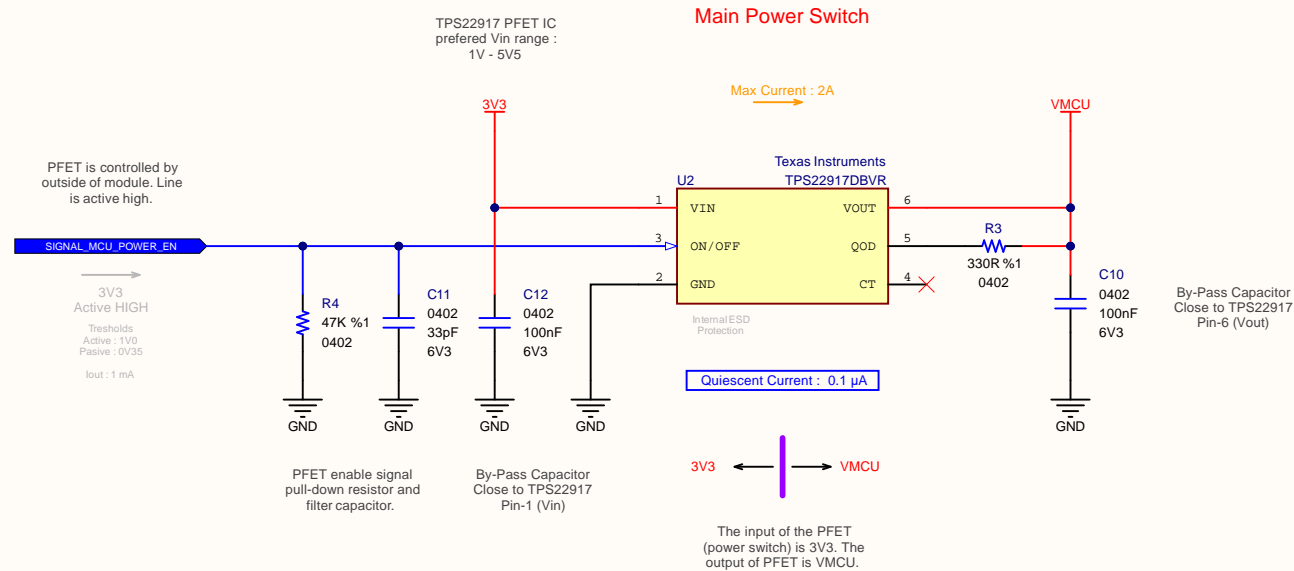 Main Power Switch
TPS22917 PFET IC
prefered Vin range :
1V - 5V5
Max Current : 2A
3V3
VMCU
PFET is controlled by
outside of module. Line
is active high.
Texas Instruments
U2
TPS22917DBVR
1
VIN
VOUT
6
SIGNAL_MCU_POWER_EN
3
ON/OFF
QOD
5
R3
330R %1
0402
2
GND
CT
4
3V3
Active HIGH
Tresholds
Active : 1V0
Pasive : 0V35
Iout : 1 mA
R4
47K %1
0402
C11
0402
33pF
6V3
C12
0402
100nF
6V3
Internal ESD
Protection
C10
0402
100nF
6V3
By-Pass Capacitor
Close to TPS22917
Pin-6 (Vout)
Quiescent Current :  0.1 µA
GND
GND
GND
GND
GND
PFET enable signal
pull-down resistor and
filter capacitor.
By-Pass Capacitor
Close to TPS22917
Pin-1 (Vin)
3V3
VMCU
The input of the PFET
(power switch) is 3V3. The
output of PFET is VMCU.